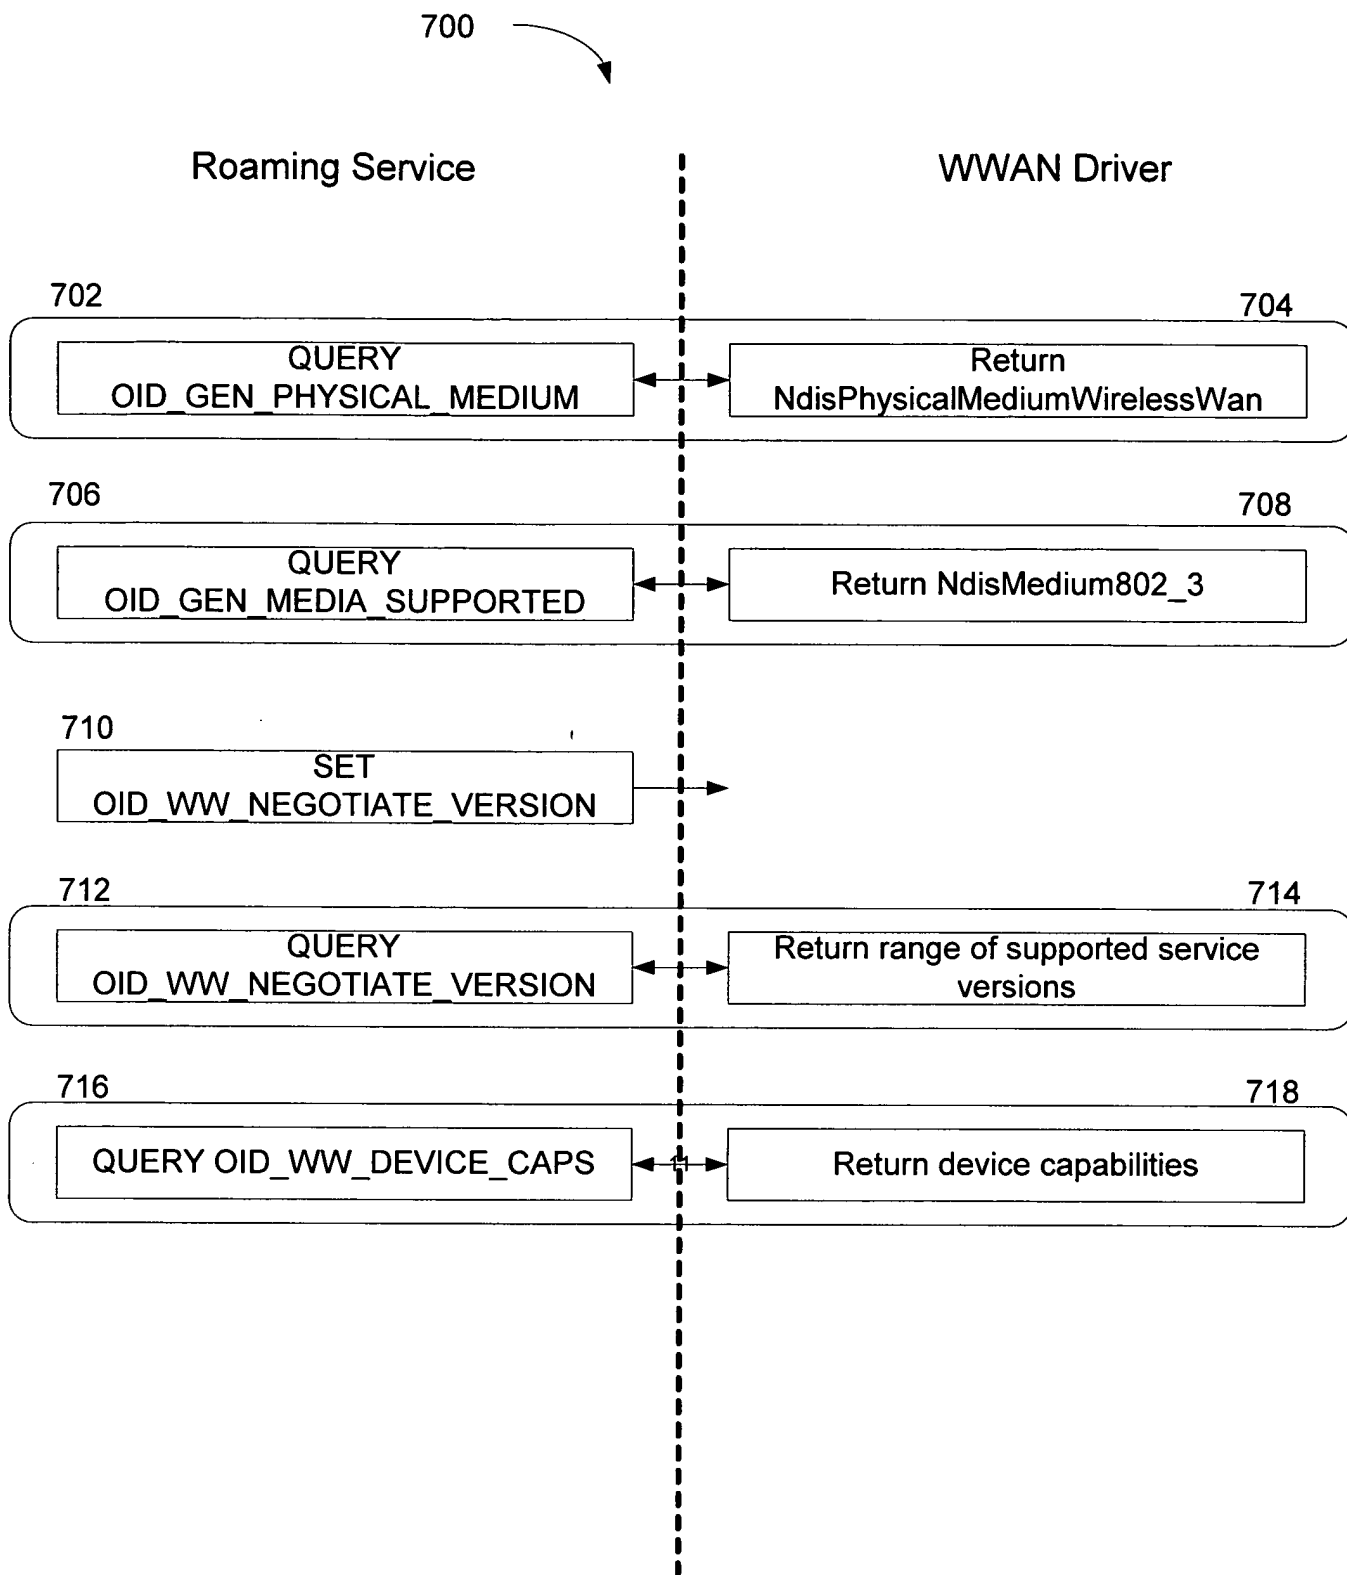 700
Roaming Service
WWAN Driver
702
704
QUERY
OID_GEN_PHYSICAL_MEDIUM
Return
NdisPhysicalMediumWirelessWan
706
708
QUERY
OID_GEN_MEDIA_SUPPORTED
Return NdisMedium802_3
710
SET
OID_WW_NEGOTIATE_VERSION
712
714
QUERY
OID_WW_NEGOTIATE_VERSION
Return range of supported service
versions
716
718
QUERY OID_WW_DEVICE_CAPS
Return device capabilities